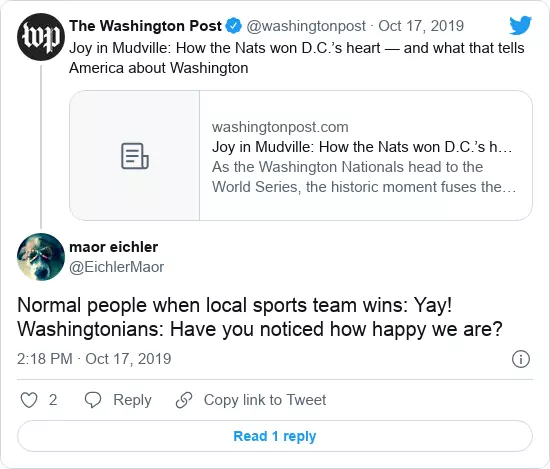 wp
The Washington Post @washingtonpost · Oct 17, 2019
Joy in Mudville: How the Nats won D.C.’s heart — and what that tells
America about Washington
washingtonpost.com
Joy in Mudville: How the Nats won D.C.’s h…
As the Washington Nationals head to the
World Series, the historic moment fuses the…
maor eichler
@EichlerMaor
Normal people when local sports team wins: Yay!
Washingtonians: Have you noticed how happy we are?
2:18 PM · Oct 17, 2019
2 Reply Copy link to Tweet
Read 1 reply